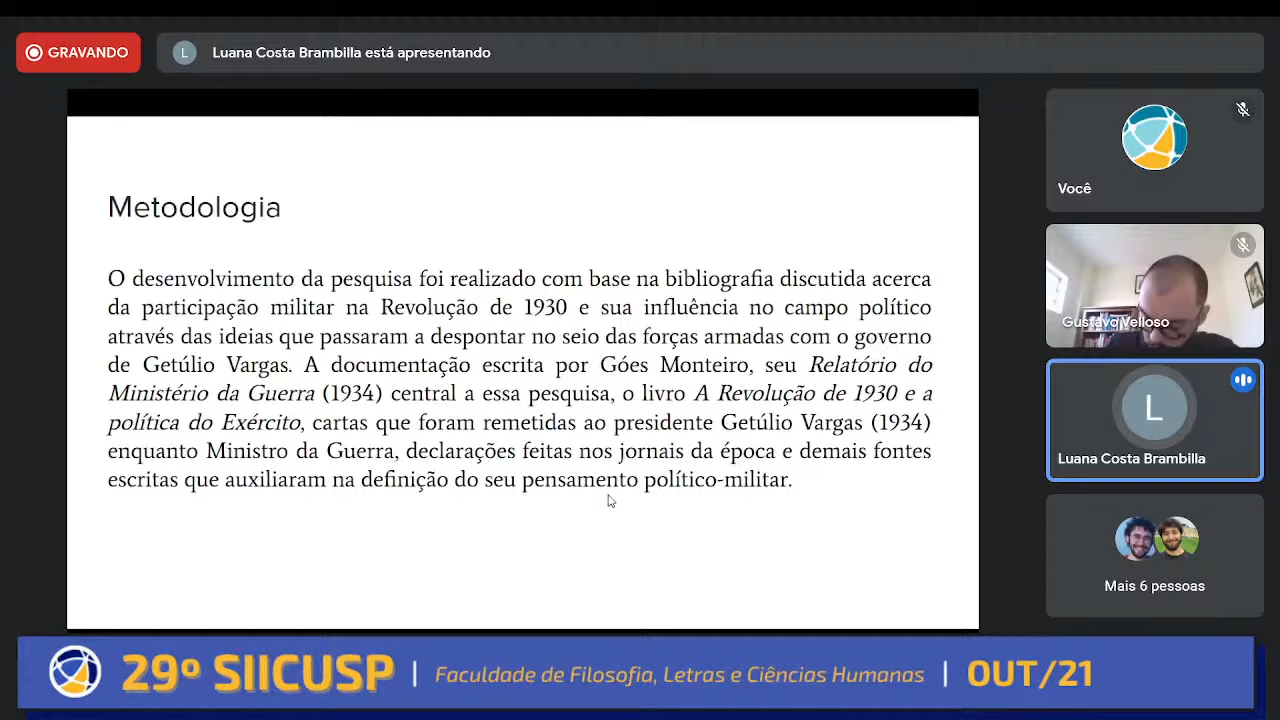 GRAVANDO
L
Luana Costa Brambilla está apresentando
Metodologia
O desenvolvimento da pesquisa foi realizado com base na bibliografia discutida acerca
da participação militar na Revolução de 1930 e sua influência no campo político
através das ideias que passaram a despontar no seio das forças armadas com o governo
de Getúlio Vargas. A documentação escrita por Góes Monteiro, seu Relatório do
Ministério da Guerra (1934) central a essa pesquisa, o livro A Revolução de 1930 e a
política do Exército, cartas que foram remetidas ao presidente Getúlio Vargas (1934)
enquanto Ministro da Guerra, declarações feitas nos jornais da época e demais fontes
escritas que auxiliaram na definição do seu pensamento político-militar.
Você
Gustavo Velloso
L
Luana Costa Brambilla
Mais 6 pessoas
29º SIICUSP | Faculdade de Filosofia, Letras e Ciências Humanas | OUT/21